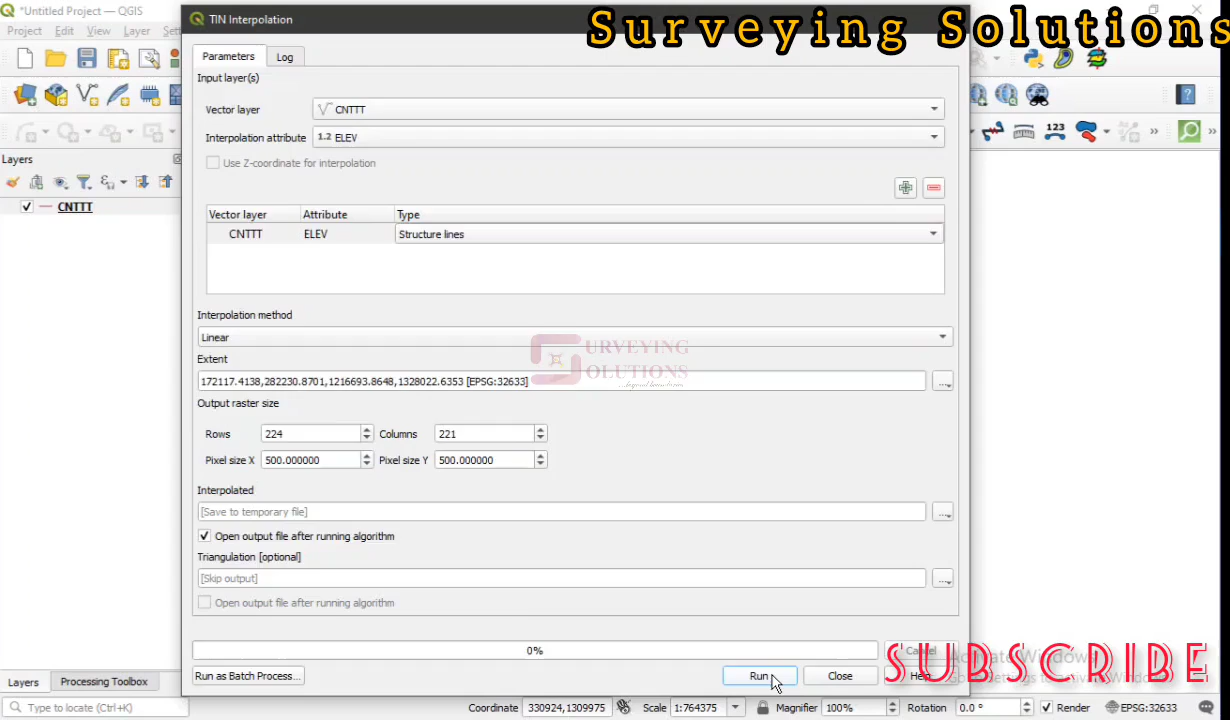 *Untitled Project — QGIS
Project Edit View Layer
TIN Interpolation
Surveying Solutions
Parameters
Log
Input layer(s)
Vector layer
CNTTT
Interpolation attribute
1.2 ELEV
123
Use Z-coordinate for interpolation
Layers
CNTTT
Vector layer Attribute Type
CNTTT ELEV Structure lines
Interpolation method
Linear
URVEYING
OLUTIONS
Extent
172117.4138,282230.8701,1216693.8648,1328022.6353 [EPSG:32633]
...
Output raster size
Rows 224 Columns 221
Pixel size X 500.000000 Pixel size Y 500.000000
Interpolated
[Save to temporary file]
...
Open output file after running algorithm
Triangulation [optional]
[Skip output]
...
Open output file after running algorithm
0%
Cancel
SUBSCRIBE
Activate Windows
Run as Batch Process...
Run
Close
Help
Layers Processing Toolbox
Type to locate (Ctrl+K)
Coordinate 330924,1309975 Scale 1:764375 Magnifier 100% Rotation 0.0 ° Render EPSG:32633